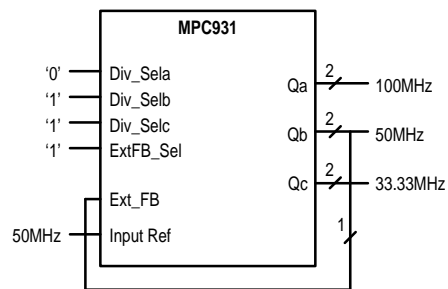 MPC931
‘0’ Div_Sela
‘1’ Div_Selb
‘1’ Div_Selc
‘1’ ExtFB_Sel
Ext_FB
50MHz Input Ref
Qa 2 100MHz
Qb 2 50MHz
Qc 2 33.33MHz
1